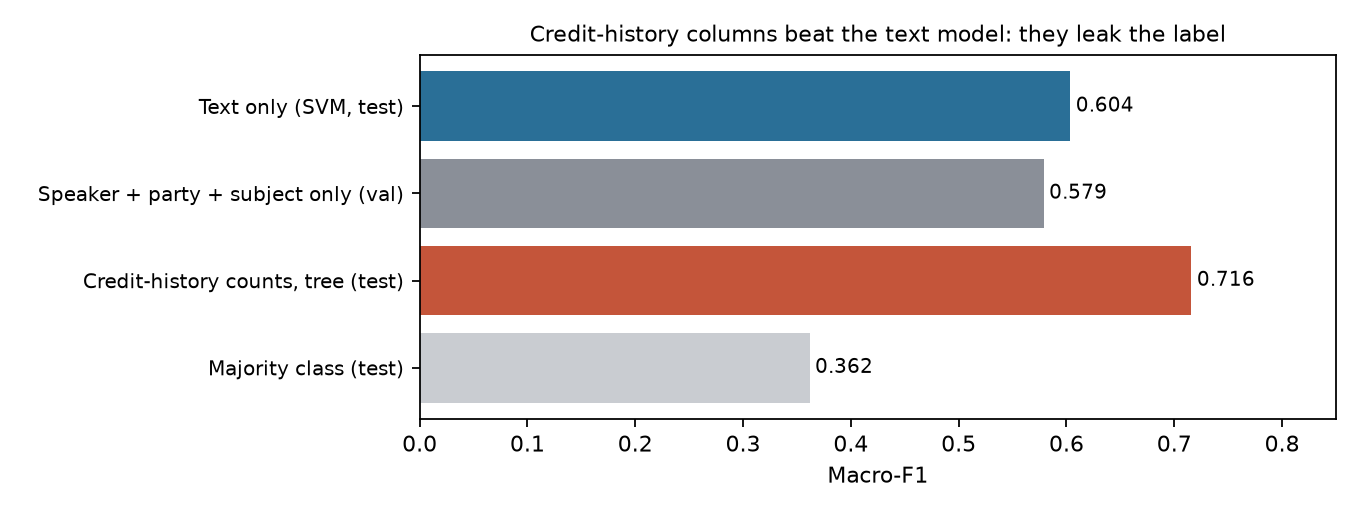 Credit-history columns beat the text model: they leak the label
Text only (SVM, test)
0.604
Speaker + party + subject only (val)
0.579
Credit-history counts, tree (test)
0.716
Majority class (test)
0.362
0.0 0.1 0.2 0.3 0.4 0.5 0.6 0.7 0.8
Macro-F1